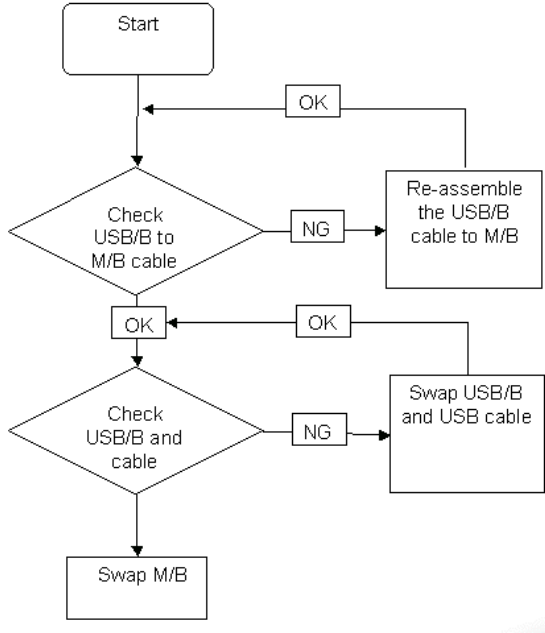 Start
OK
Check
USB/B to
M/B cable
NG
Re-assemble
the USB/B
cable to M/B
OK
OK
Check
USB/B and
cable
NG
Swap USB/B
and USB cable
Swap M/B